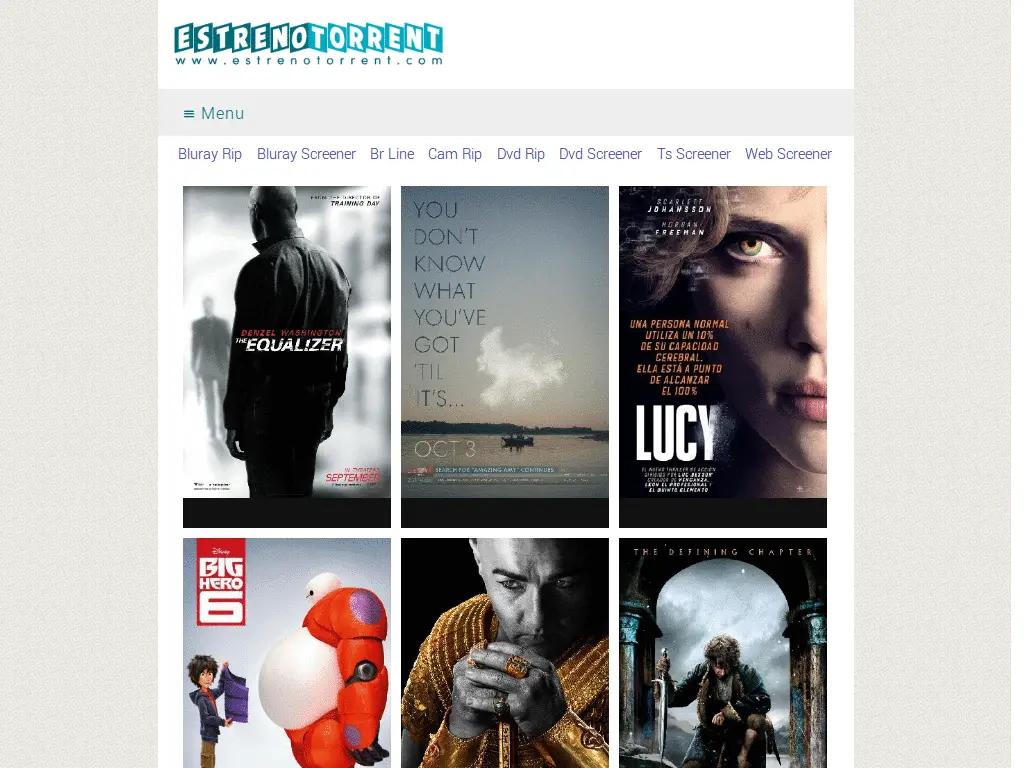 ESTRENOTORRENT
www.estrenotorrent.com
≡ Menu
Bluray Rip Bluray Screener Br Line Cam Rip Dvd Rip Dvd Screener Ts Screener Web Screener
FROM THE DIRECTOR OF
TRAINING DAY
DENZEL WASHINGTON
THE EQUALIZER
IN THEATERS
SEPTEMBER
YOU
DON'T
KNOW
WHAT
YOU'VE
GOT
'TIL
IT'S...
OCT 3
SEARCH FOR "AMAZING AMY" CONTINUES
SCARLETT
JOHANSSON
MORGAN
FREEMAN
UNA PERSONA NORMAL
UTILIZA UN 10%
DE SU CAPACIDAD
CEREBRAL.
ELLA ESTÁ A PUNTO
DE ALCANZAR
EL 100%
LUCY
EL NUEVO THRILLER DE ACCIÓN
DIRIGIDO POR LUC BESSON
CREADOR DE VENGANZA,
LEON EL PROFESIONAL Y
EL QUINTO ELEMENTO
Disney
BIG
HERO
6
THE DEFINING CHAPTER